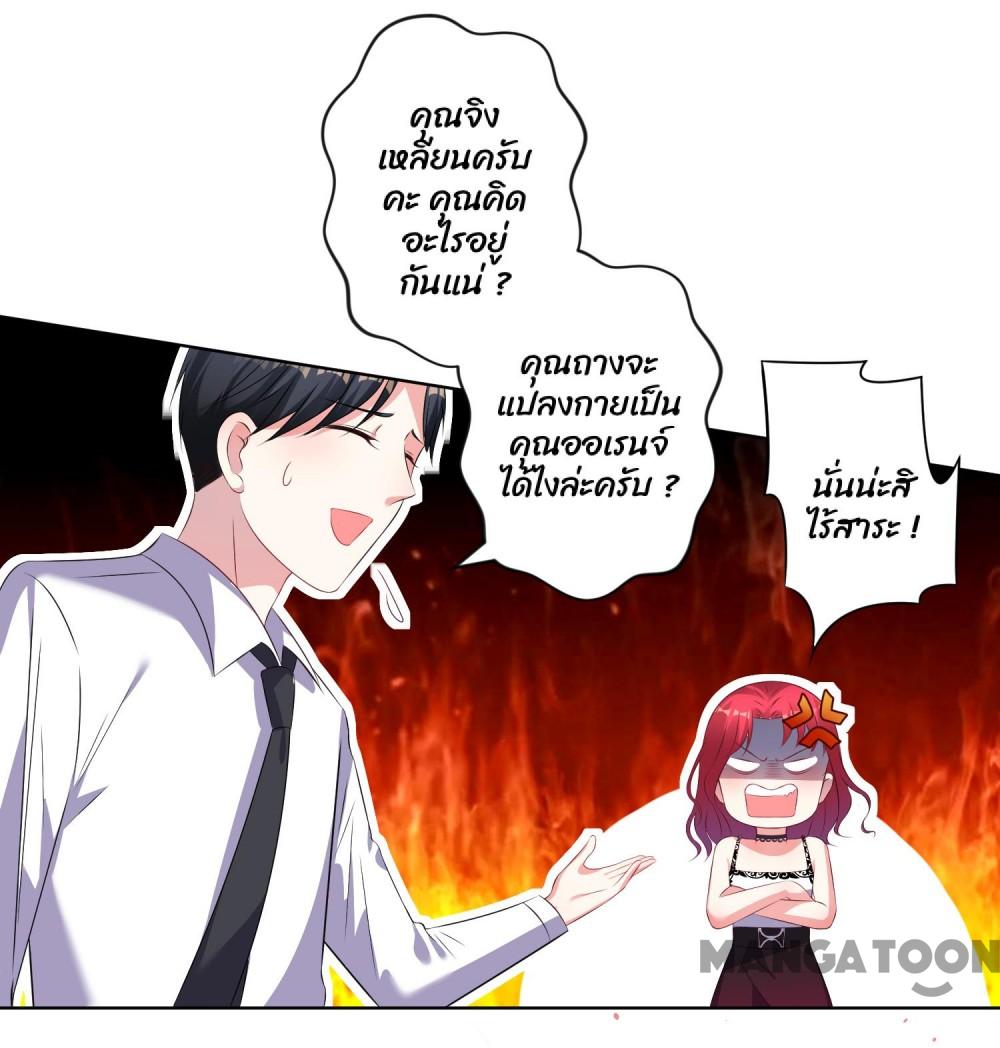 คุณจิง
เหลียนครับ
คะ คุณคิด
อะไรอยู่
กันแน่ ?
คุณถางจะ
แปลงกายเป็น
คุณออเรนจ์
ได้ไงล่ะครับ ?
นั่นน่ะสิ
ไร้สาระ !
MANGATOON